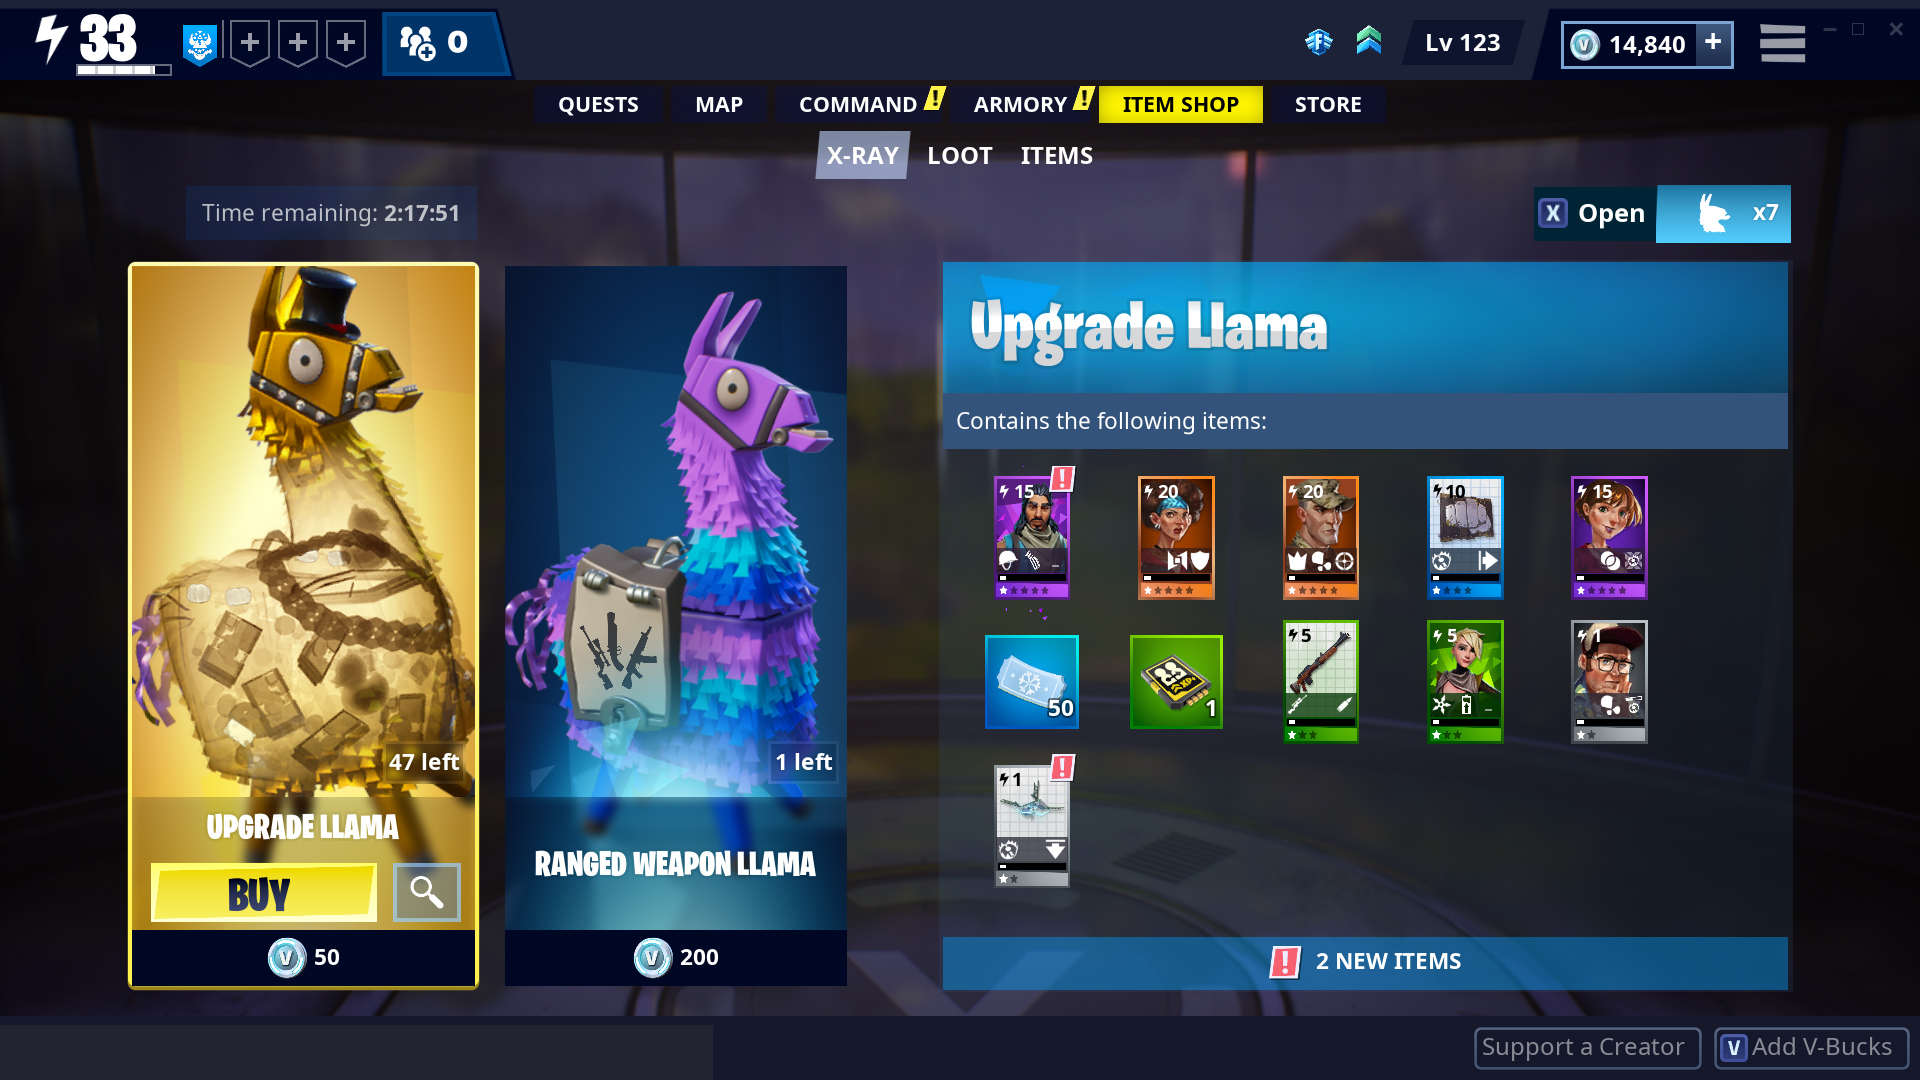 33
0
Lv 123
14,840 +
QUESTS MAP COMMAND ! ARMORY ! ITEM SHOP STORE
X-RAY LOOT ITEMS
Time remaining: 2:17:51
X Open x7
Upgrade Llama
Contains the following items:
15 ! 20 20 10 15
50 1 5 5 1
XP+
1 !
47 left
1 left
UPGRADE LLAMA
RANGED WEAPON LLAMA
BUY
V 50
V 200
! 2 NEW ITEMS
Support a Creator
V Add V-Bucks